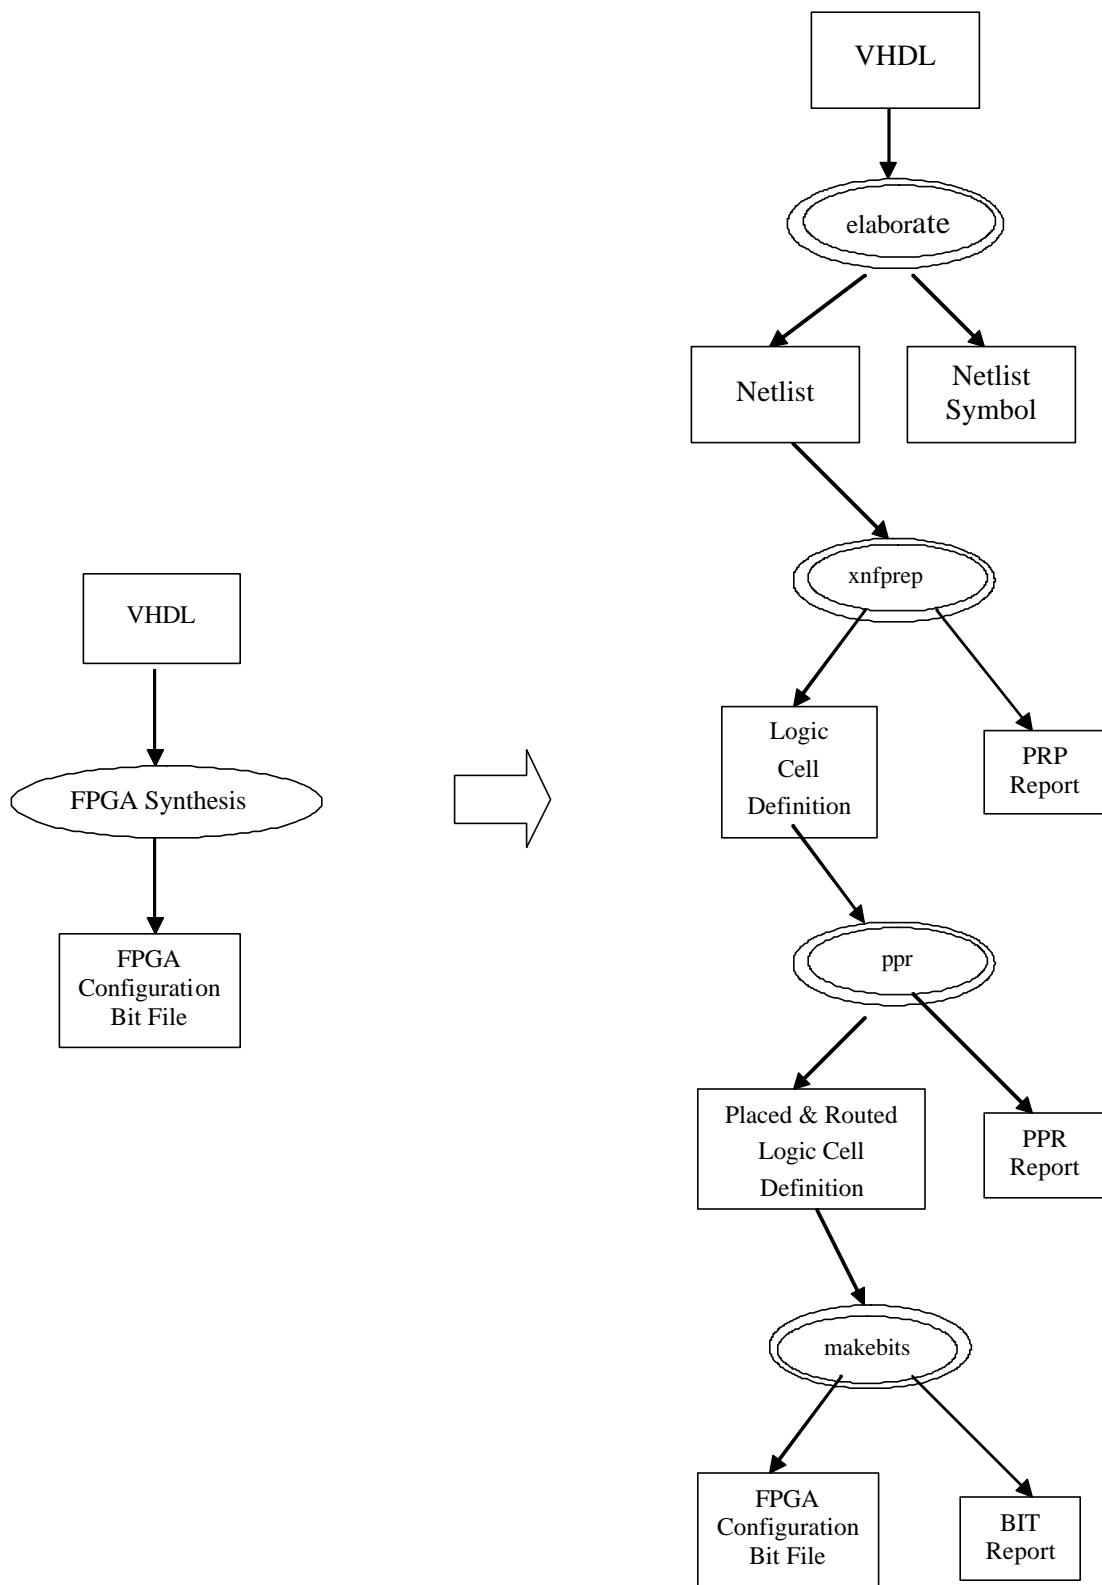 VHDL
FPGA Synthesis
FPGA
Configuration
Bit File
VHDL
elaborate
Netlist
Netlist
Symbol
xnfprep
Logic
Cell
Definition
PRP
Report
ppr
Placed & Routed
Logic Cell
Definition
PPR
Report
makebits
FPGA
Configuration
Bit File
BIT
Report